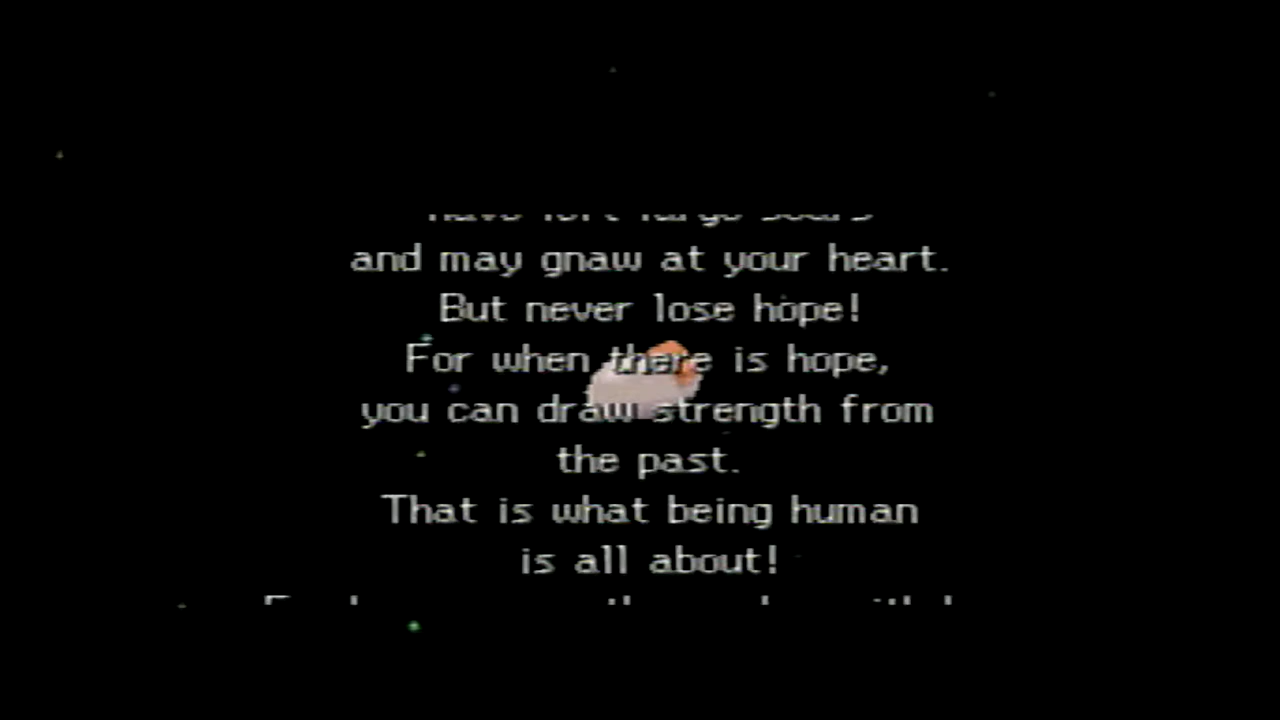 and may gnaw at your heart.
But never lose hope!
For when there is hope,
you can draw strength from
the past.
That is what being human
is all about!